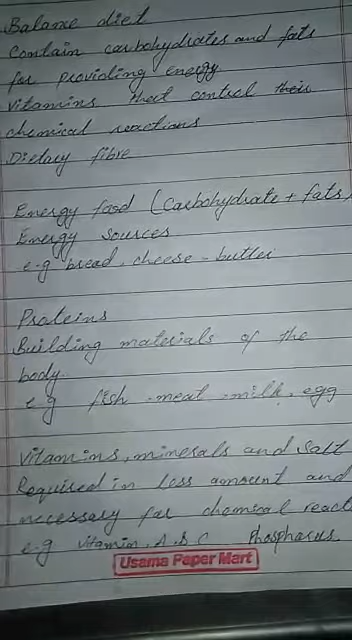 Balance diet
Contain carbohydrates and fats
for providing energy
vitamins that control their
chemical reactions
Dietary fibre
Energy food (Carbohydrate + fats)
Energy sources
e.g bread, cheese - butter
Proteins
Building materials of the
body.
e g fish - meat - milk, egg
vitamins, minerals and salt
Required in less amount and
necessary for chemical react
e-g vitamin A, B, C Phosphorus
Usama Paper Mart